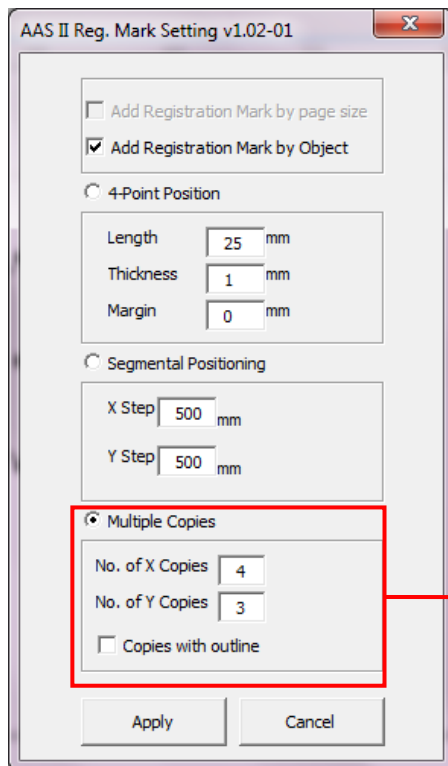 AAS II Reg. Mark Setting v1.02-01
Add Registration Mark by page size
Add Registration Mark by Object
4-Point Position
Length 25 mm
Thickness 1 mm
Margin 0 mm
Segmental Positioning
X Step 500 mm
Y Step 500 mm
Multiple Copies
No. of X Copies 4
No. of Y Copies 3
Copies with outline
Apply Cancel